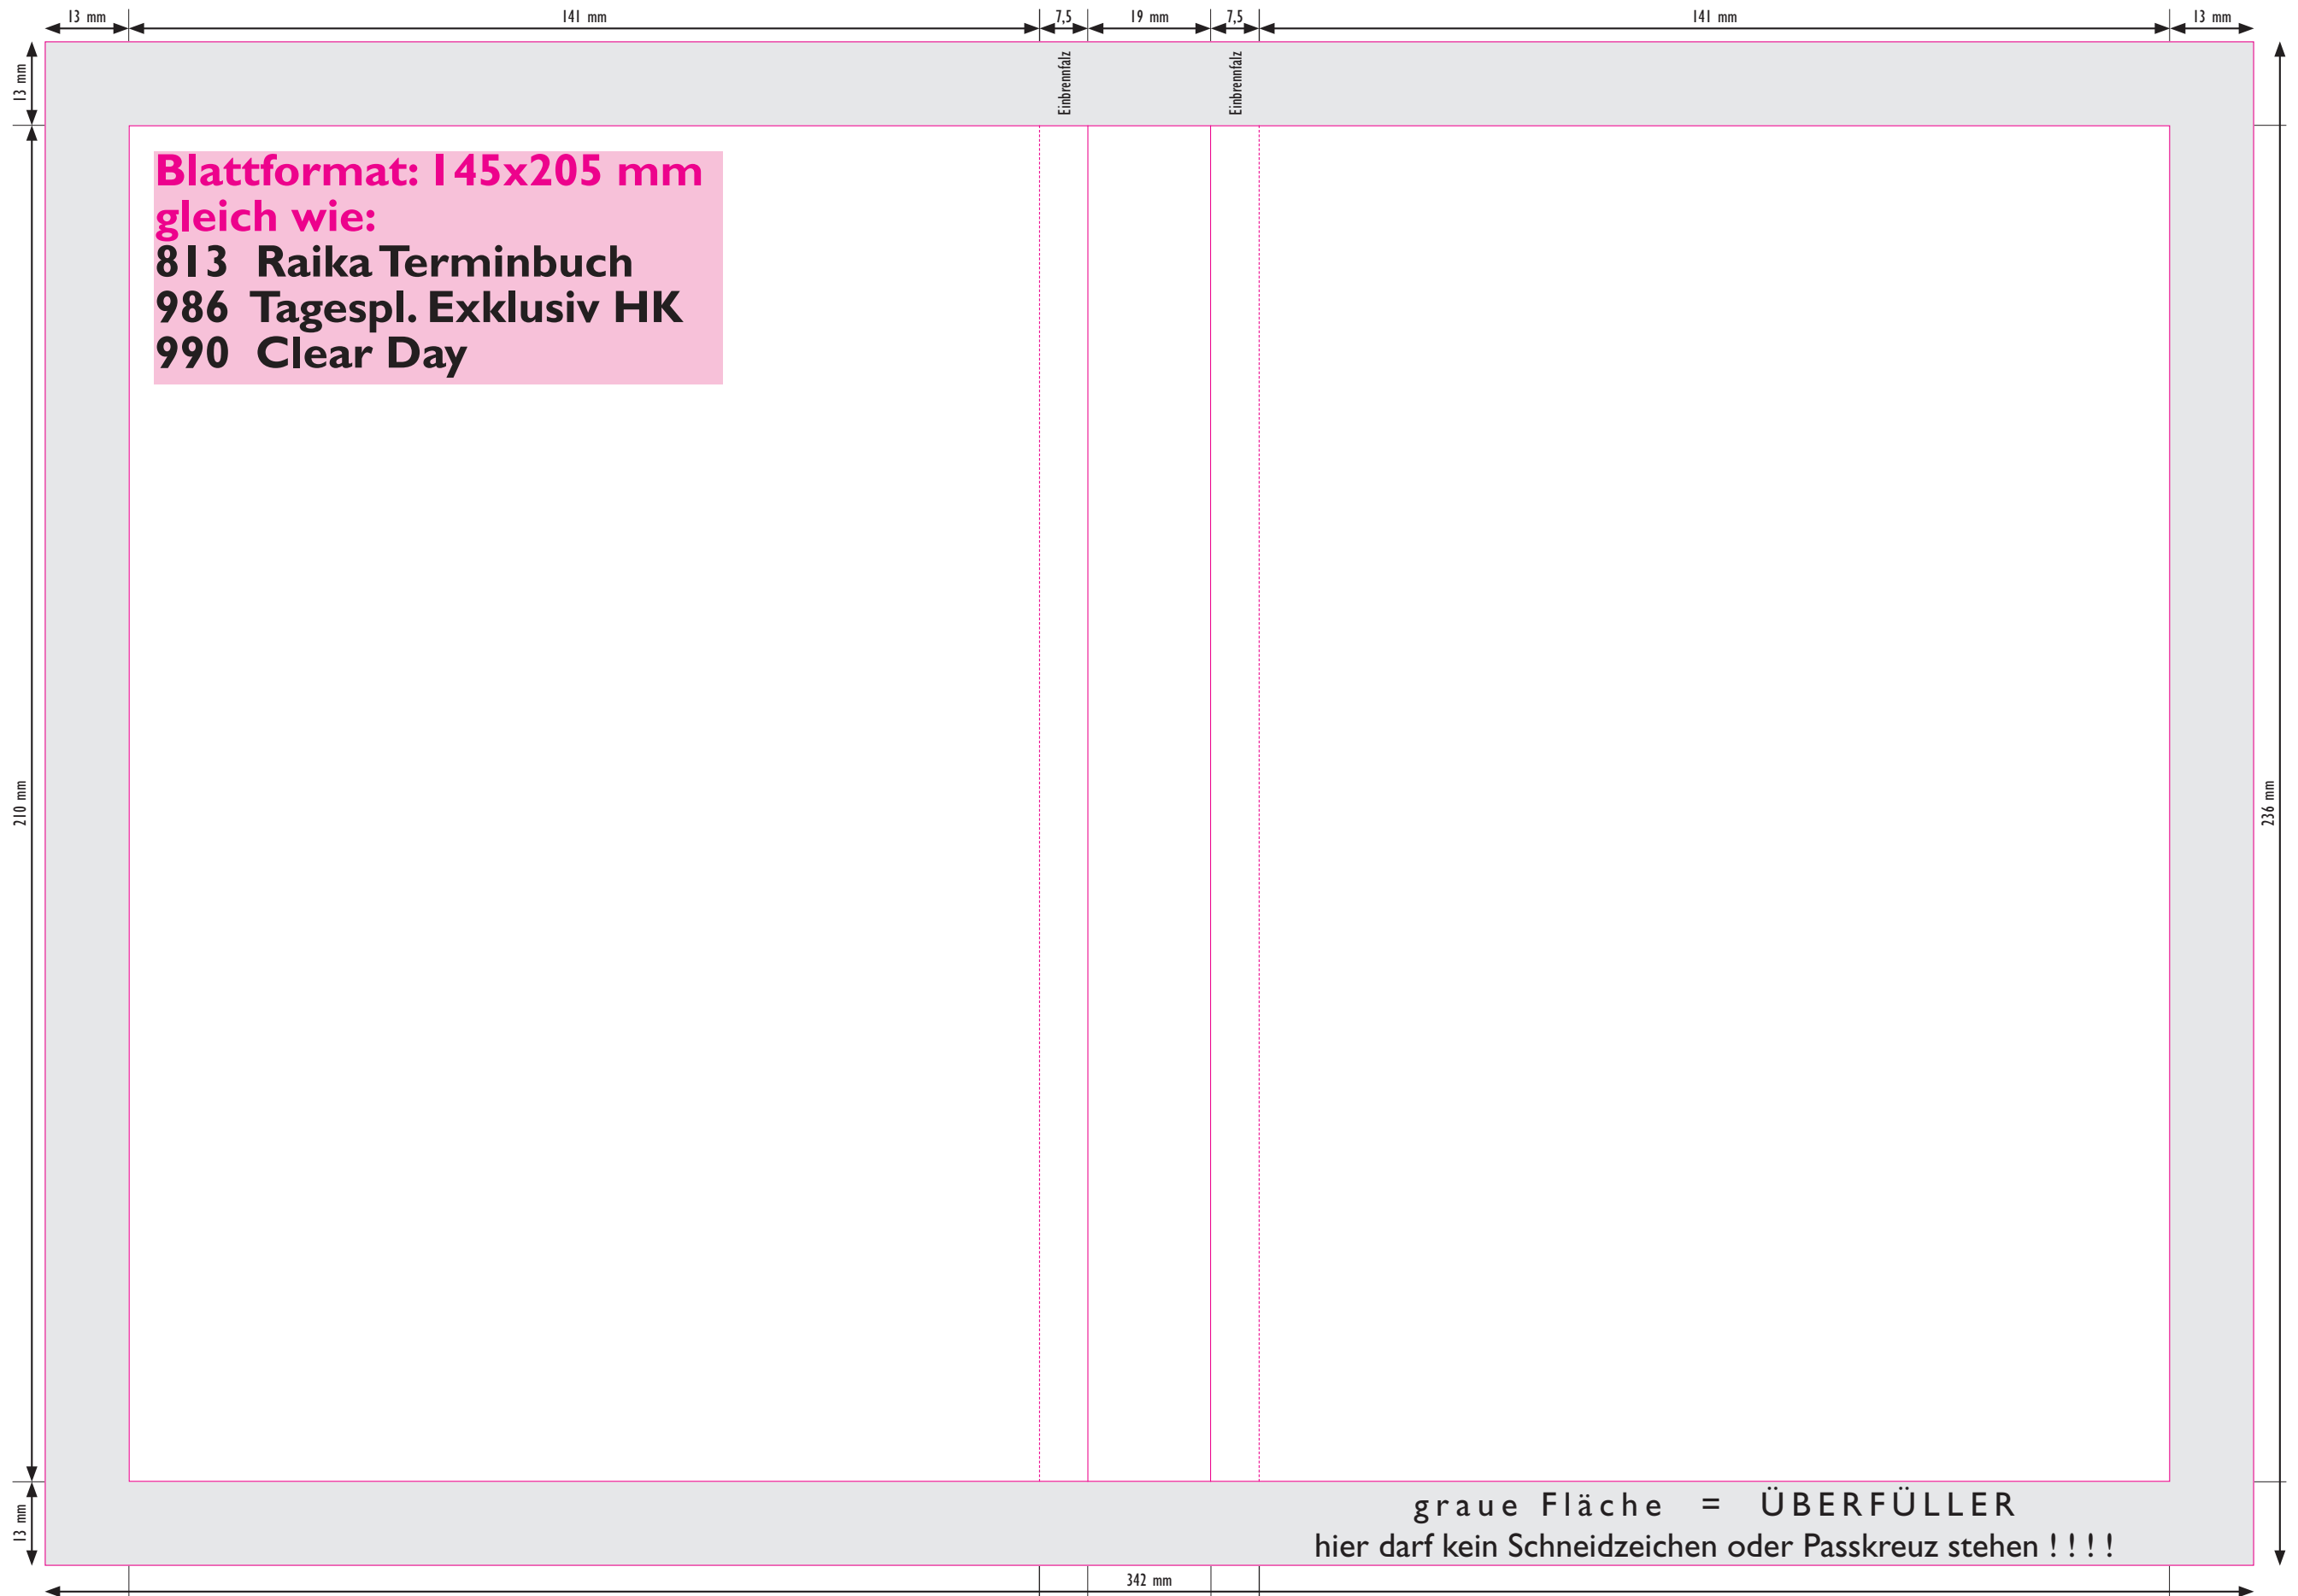 13 mm
141 mm
7,5
19 mm
7,5
141 mm
13 mm
13 mm
Einbrennfalz
Einbrennfalz
Blattformat: 145x205 mm
gleich wie:
813 Raika Terminbuch
986 Tagespl. Exklusiv HK
990 Clear Day
210 mm
236 mm
13 mm
graue Fläche = ÜBERFÜLLER
hier darf kein Schneidzeichen oder Passkreuz stehen ! ! ! !
342 mm